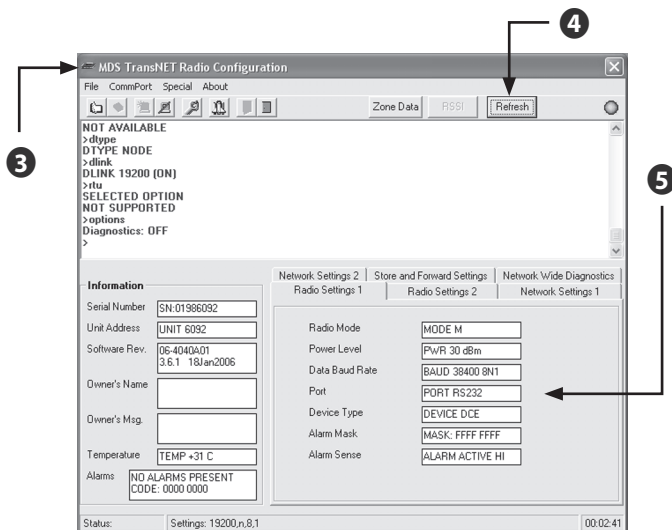 4
MDS TransNET Radio Configuration
3
File CommPort Special About
Zone Data RSSI Refresh
NOT AVAILABLE
>dtype
DTYPE NODE
>dlink
DLINK 19200 (ON)
>rtu
SELECTED OPTION
NOT SUPPORTED
>options
Diagnostics: OFF
>
5
Information
Serial Number SN:01986092
Unit Address UNIT 6092
Software Rev. 06-4040A01
3.6.1 18Jan2006
Owner's Name
Owner's Msg.
Temperature TEMP +31 C
Alarms NO ALARMS PRESENT
CODE: 0000 0000
Network Settings 2 Store and Forward Settings Network Wide Diagnostics
Radio Settings 1 Radio Settings 2 Network Settings 1
Radio Mode MODE M
Power Level PWR 30 dBm
Data Baud Rate BAUD 38400 8N1
Port PORT RS232
Device Type DEVICE DCE
Alarm Mask MASK: FFFF FFFF
Alarm Sense ALARM ACTIVE HI
Status: Settings: 19200,n,8,1 00:02:41